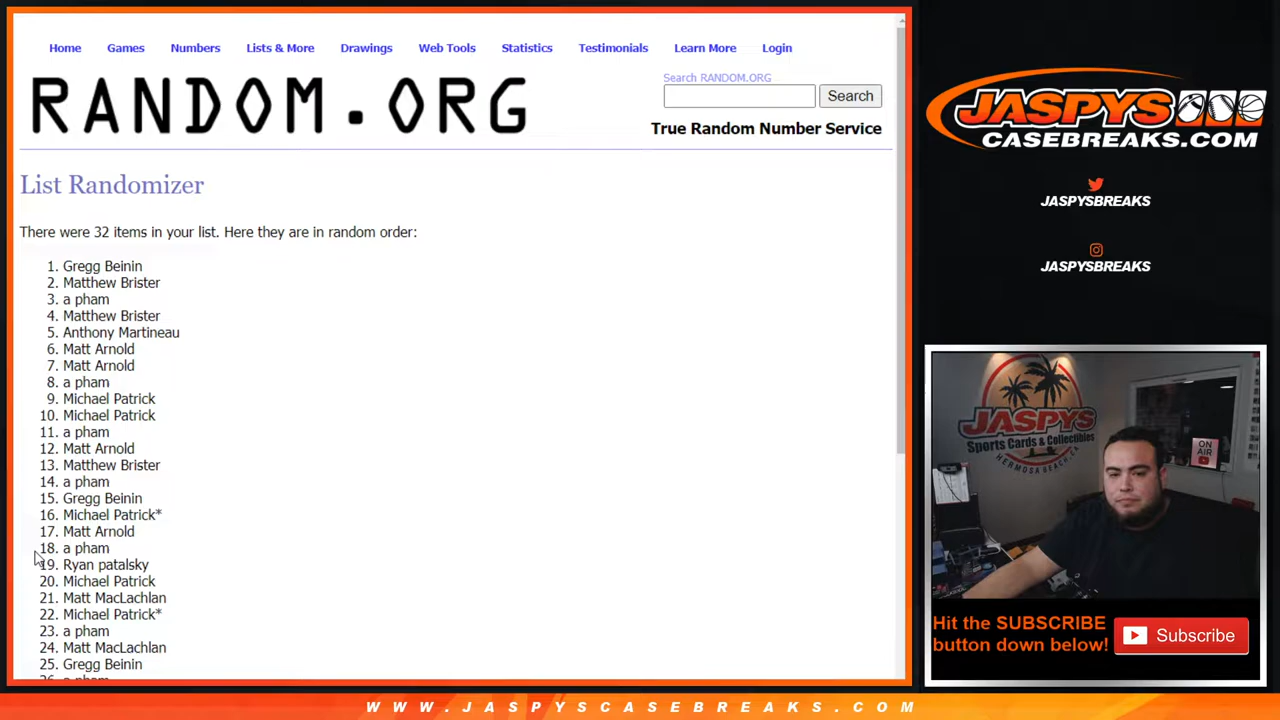 Home Games Numbers Lists & More Drawings Web Tools Statistics Testimonials Learn More Login
RANDOM.ORG
Search RANDOM.ORG
Search
True Random Number Service
List Randomizer
There were 32 items in your list. Here they are in random order:
1. Gregg Beinin
2. Matthew Brister
3. a pham
4. Matthew Brister
5. Anthony Martineau
6. Matt Arnold
7. Matt Arnold
8. a pham
9. Michael Patrick
10. Michael Patrick
11. a pham
12. Matt Arnold
13. Matthew Brister
14. a pham
15. Gregg Beinin
16. Michael Patrick*
17. Matt Arnold
18. a pham
19. Ryan patalsky
20. Michael Patrick
21. Matt MacLachlan
22. Michael Patrick*
23. a pham
24. Matt MacLachlan
25. Gregg Beinin
26. a pham
JASPYS
CASEBREAKS.COM
JASPYSBREAKS
JASPYSBREAKS
JASPYS
Sports Cards & Collectibles
HERMOSA BEACH, CA
ON AIR
Hit the SUBSCRIBE
button down below!
Subscribe
WWW.JASPYSCASEBREAKS.COM